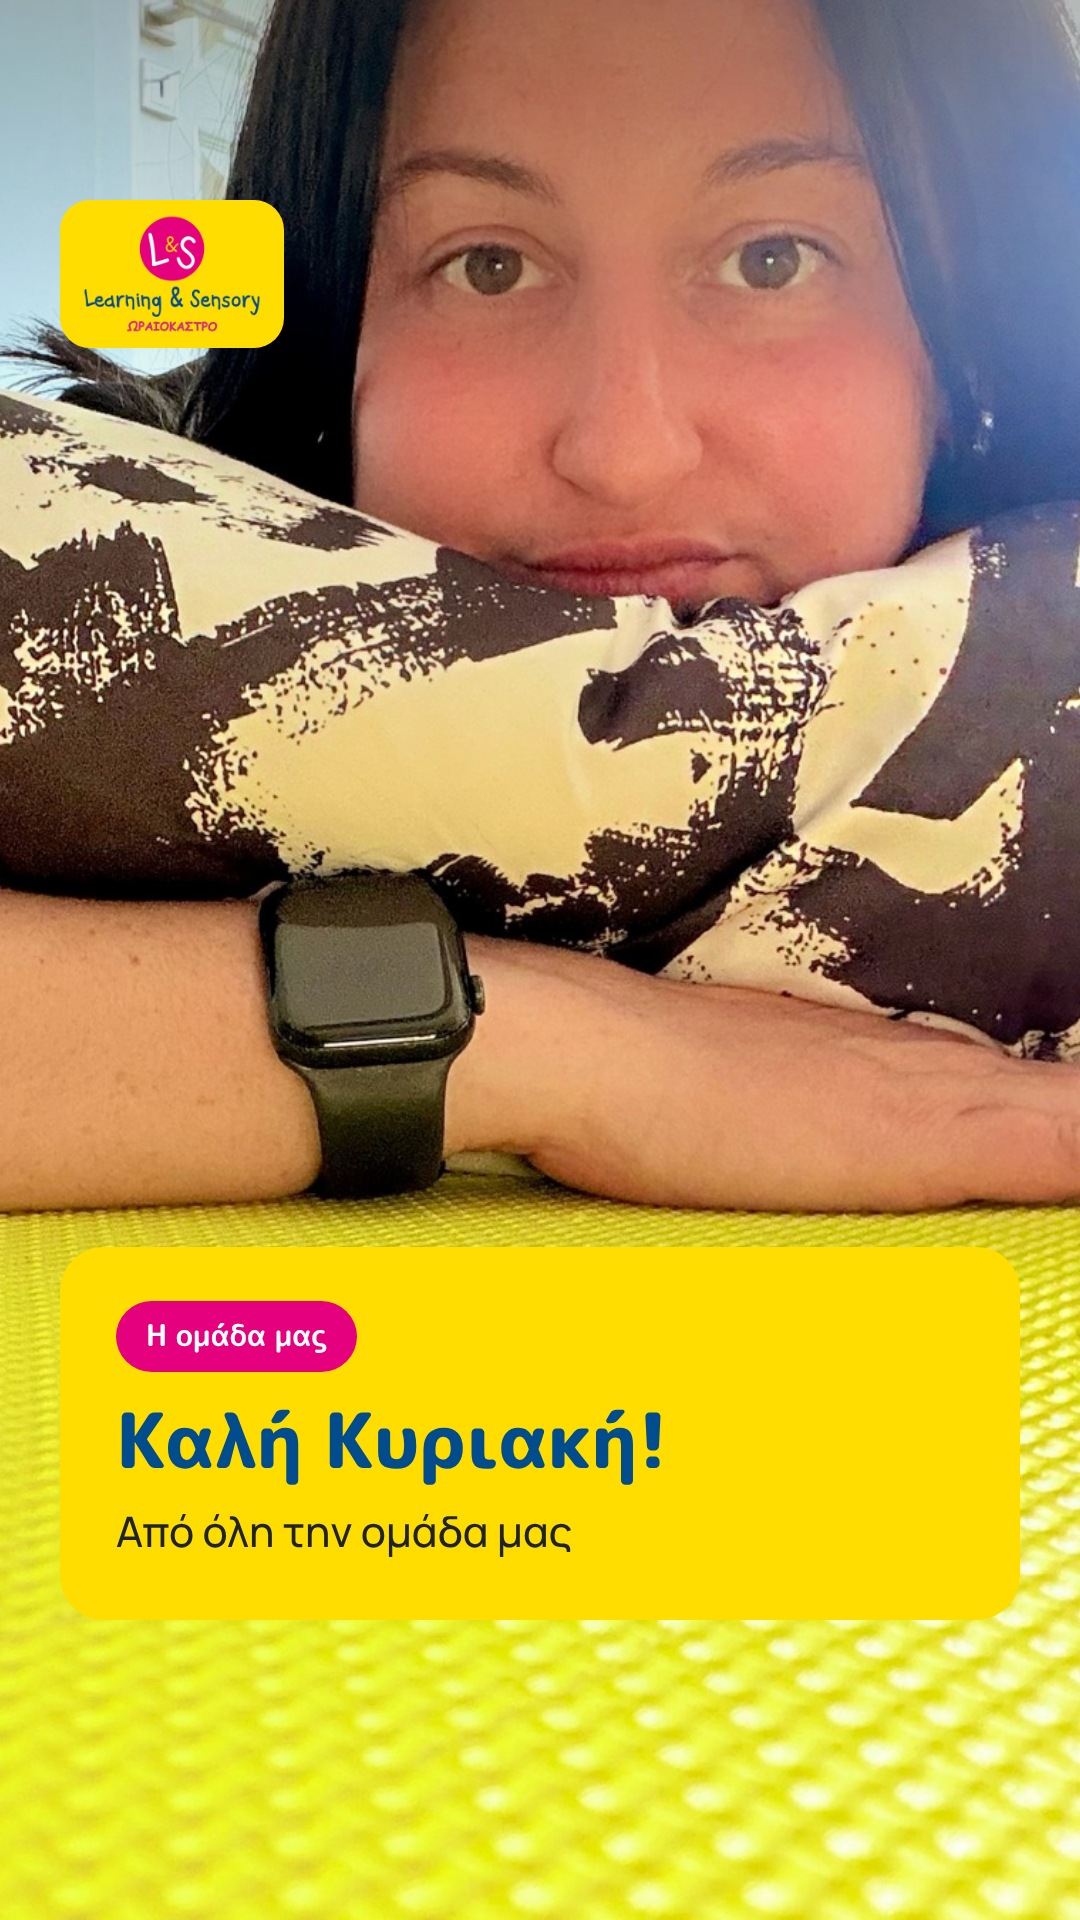 L&S
Learning & Sensory
ΩΡΑΙΟΚΑΣΤΡΟ
Η ομάδα μας
Καλή Κυριακή!
Από όλη την ομάδα μας